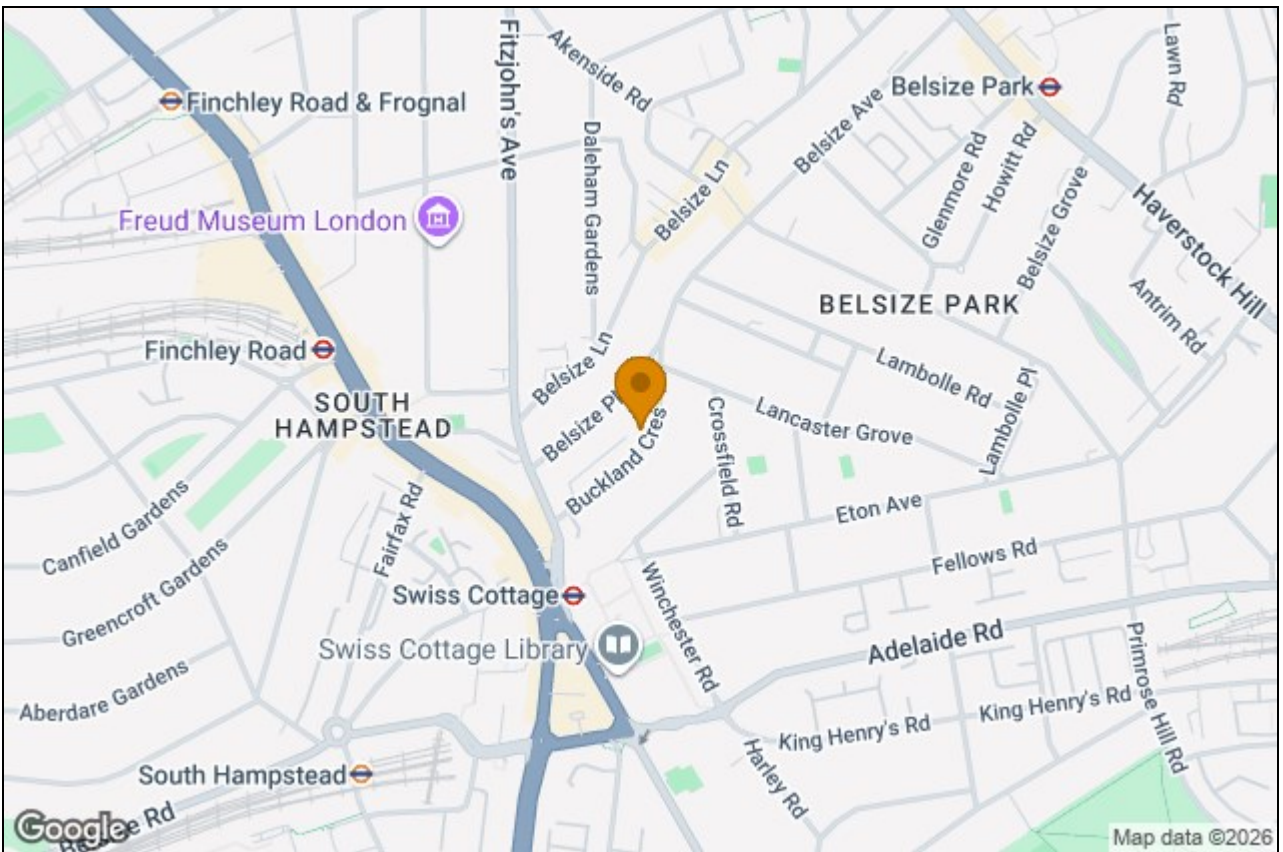 Fitzjohn's Ave
Akenside Rd
Lawn Rd
Belsize Park
Finchley Road & Frognal
Daleham Gardens
Belsize Ave
Glenmore Rd
Howitt Rd
Belsize Grove
Haverstock Hill
Freud Museum London
Belsize Ln
BELSIZE PARK
Antrim Rd
Finchley Road
Belsize Ln
Lambolle Rd
Lambolle Pl
SOUTH
HAMPSTEAD
Belsize
Buckland Cres
Crossfield Rd
Lancaster Grove
Canfield Gardens
Fairfax Rd
Eton Ave
Fellows Rd
Greencroft Gardens
Swiss Cottage
Winchester Rd
Swiss Cottage Library
Adelaide Rd
Primrose Hill Rd
Aberdare Gardens
King Henry's Rd
King Henry's Rd
Harley Rd
South Hampstead
Rd
Google
Map data ©2026